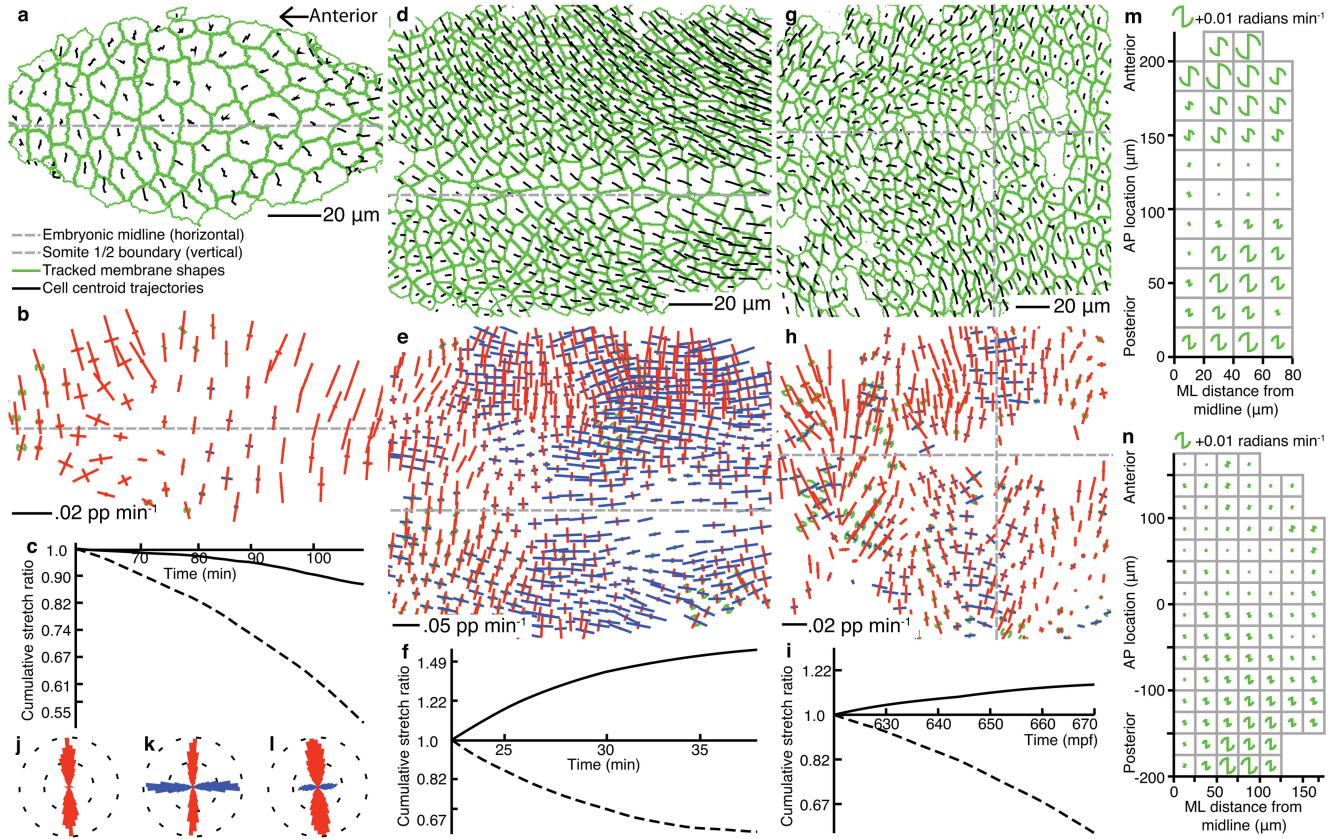 a
Anterior
20 µm
Embryonic midline (horizontal)
Somite 1/2 boundary (vertical)
Tracked membrane shapes
Cell centroid trajectories
b
.02 pp min-1
c
Cumulative stretch ratio
1.0
0.90
0.82
0.74
0.67
0.61
0.55
70 80 90 100
Time (min)
j
k
l
d
20 µm
e
.05 pp min-1
f
Cumulative stretch ratio
1.49
1.22
1.0
0.82
0.67
25 30 35
Time (min)
g
20 µm
h
.02 pp min-1
i
Cumulative stretch ratio
1.22
1.0
0.82
0.67
630 640 650 660 670
Time (mpf)
m
+0.01 radians min-1
Anterior
AP location (µm)
Posterior
200
150
100
50
0
0 20 40 60 80
ML distance from
midline (µm)
n
+0.01 radians min-1
Anterior
AP location (µm)
Posterior
100
0
-100
-200
0 50 100 150
ML distance from
midline (µm)